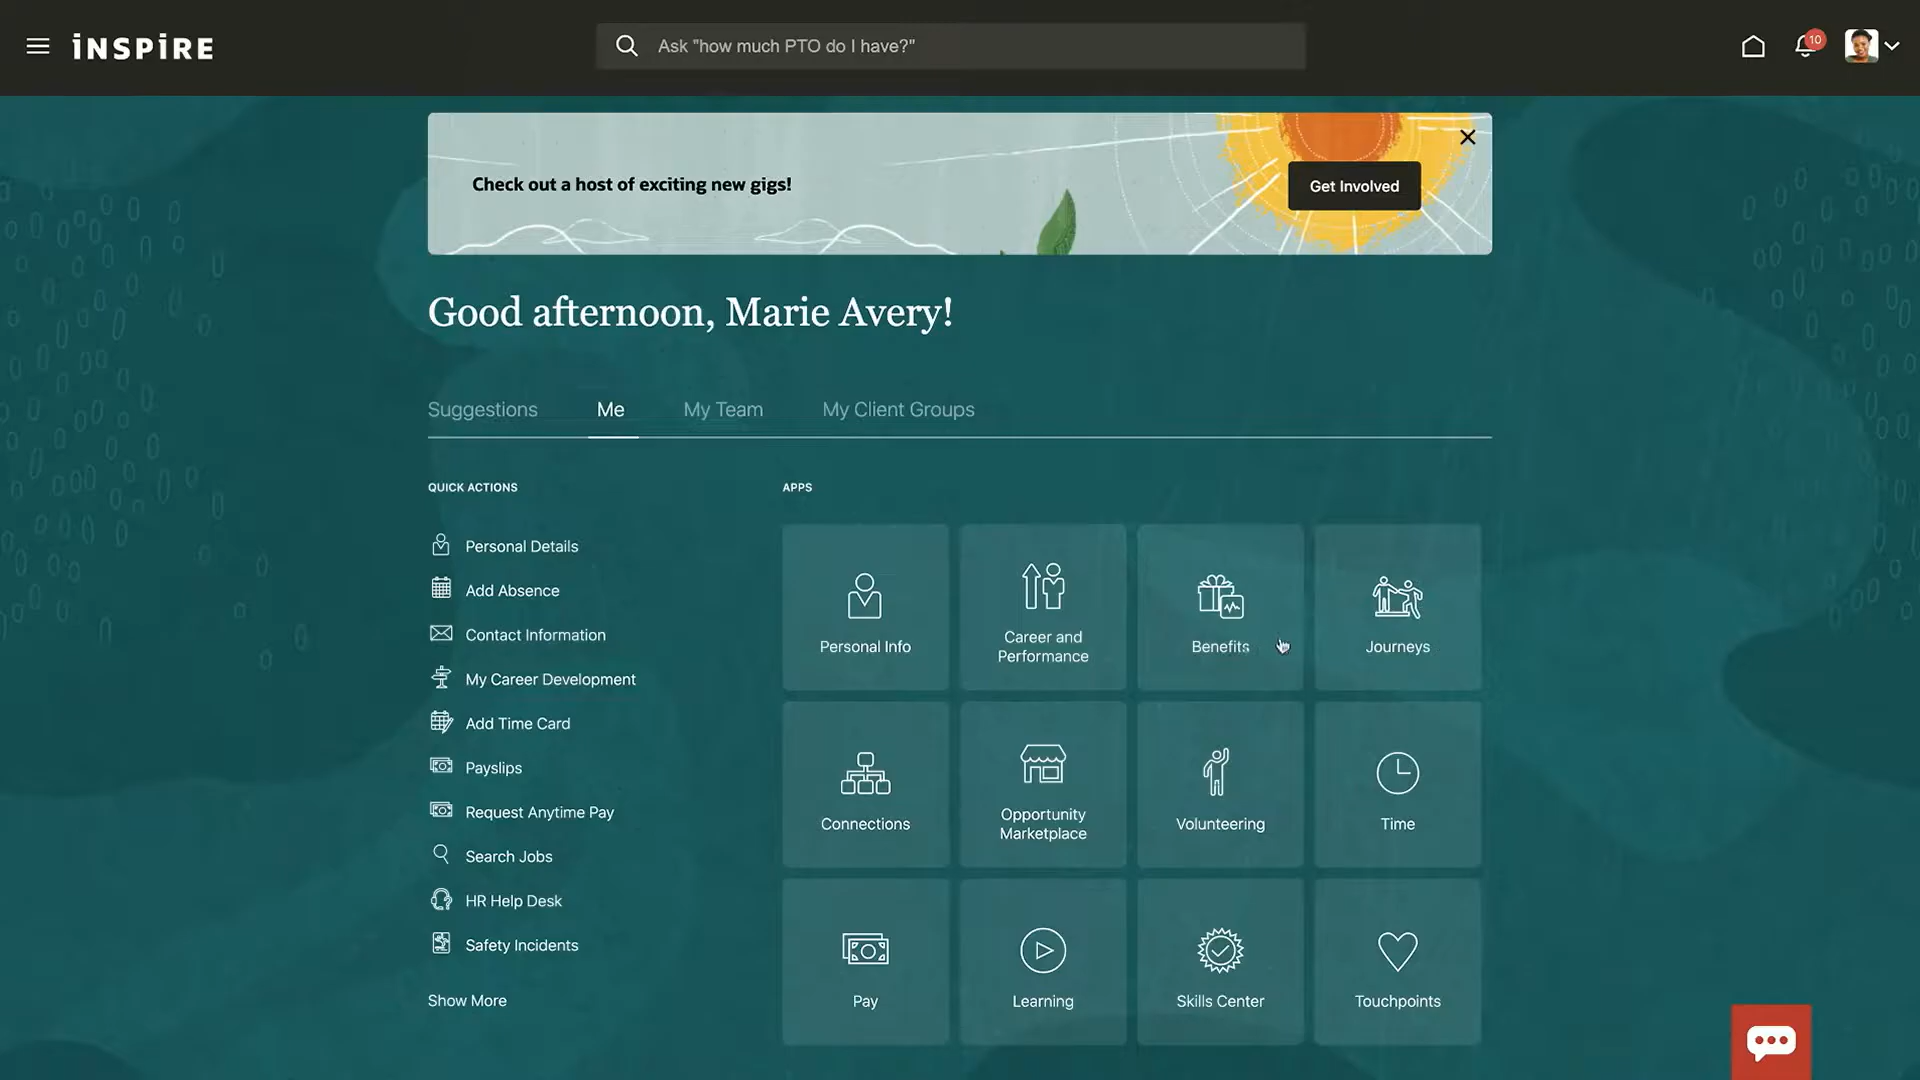 iNSPiRE
Ask "how much PTO do I have?"
10
Check out a host of exciting new gigs!
Get Involved
Good afternoon, Marie Avery!
Suggestions
Me
My Team
My Client Groups
QUICK ACTIONS
Personal Details
Add Absence
Contact Information
My Career Development
Add Time Card
Payslips
Request Anytime Pay
Search Jobs
HR Help Desk
Safety Incidents
Show More
APPS
Personal Info
Career and
Performance
Benefits
Journeys
Connections
Opportunity
Marketplace
Volunteering
Time
Pay
Learning
Skills Center
Touchpoints